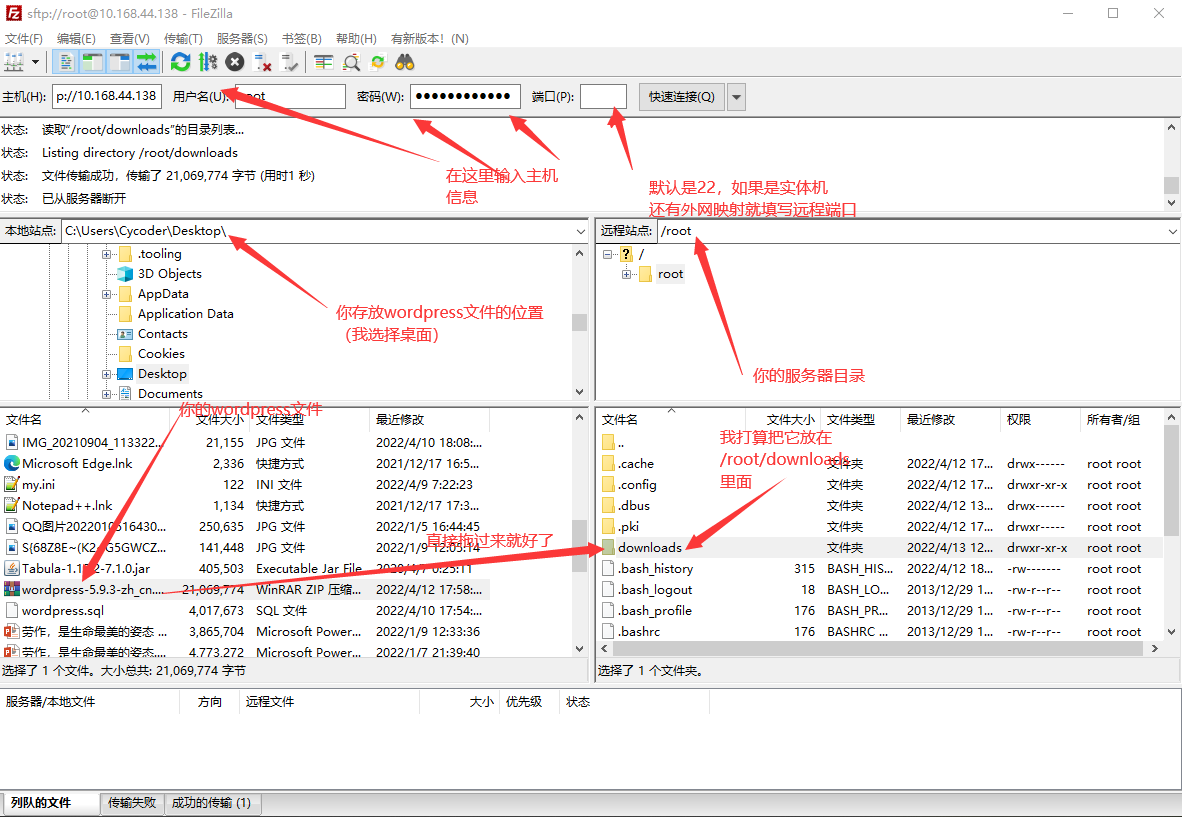 sftp://root@10.168.44.138 - FileZilla
文件(F) 编辑(E) 查看(V) 传输(T) 服务器(S) 书签(B) 帮助(H) 有新版本! (N)
主机(H): p://10.168.44.138 用户名(U): root 密码(W): ●●●●●●●●●●●● 端口(P): 快速连接(Q)
状态: 读取“/root/downloads”的目录列表...
状态: Listing directory /root/downloads
状态: 文件传输成功，传输了 21,069,774 字节 (用时1 秒)
状态: 已从服务器断开
在这里输入主机
信息
默认是22，如果是实体机
还有外网映射就填写远程端口
本地站点: C:\Users\Cycoder\Desktop\
.tooling
3D Objects
AppData
Application Data
Contacts
Cookies
Desktop
Documents
你存放wordpress文件的位置
（我选择桌面）
远程站点: /root
/
root
你的服务器目录
你的wordpress文件
文件名 文件大小 文件类型 最近修改
IMG_20210904_113322... 21,155 JPG 文件 2022/4/10 18:08:...
Microsoft Edge.lnk 2,336 快捷方式 2021/12/17 16:5...
my.ini 122 INI 文件 2022/4/9 7:22:23
Notepad++.lnk 1,134 快捷方式 2021/12/17 17:3...
QQ图片2022010516430... 250,635 JPG 文件 2022/1/5 16:44:45
S{68Z8E~(K2 G5GWCZ... 141,448 JPG 文件 2022/1/9 12:05:14
Tabula-1.1.2-7.1.0.jar 405,503 Executable Jar File 2020/4/7 0:25:11
wordpress-5.9.3-zh_cn.... 21,069,774 WinRAR ZIP 压缩... 2022/4/12 17:58:...
wordpress.sql 4,017,673 SQL 文件 2022/4/10 17:54:...
劳作，是生命最美的姿态 ... 3,865,704 Microsoft Power... 2022/1/9 12:33:36
劳作，是生命最美的姿态.... 4,773,272 Microsoft Power... 2022/1/7 21:39:40
选择了 1 个文件。大小总共: 21,069,774 字节
直接拖过来就好了
文件名 文件大小 文件类型 最近修改 权限 所有者/组
..
.cache 文件夹 2022/4/12 17... drwx------ root root
.config 文件夹 2022/4/12 17... drwxr-xr-x root root
.dbus 文件夹 2022/4/12 13... drwx------ root root
.pki 文件夹 2022/4/12 17... drwx------ root root
downloads 文件夹 2022/4/13 12... drwxr-xr-x root root
.bash_history 315 BASH_HIS... 2022/4/12 18... -rw------- root root
.bash_logout 18 BASH_LO... 2013/12/29 1... -rw-r--r-- root root
.bash_profile 176 BASH_PR... 2013/12/29 1... -rw-r--r-- root root
.bashrc 176 BASHRC ... 2013/12/29 1... -rw-r--r-- root root
选择了 1 个文件夹。
我打算把它放在
/root/downloads
里面
服务器/本地文件 方向 远程文件 大小 优先级 状态
列队的文件 传输失败 成功的传输 (1)